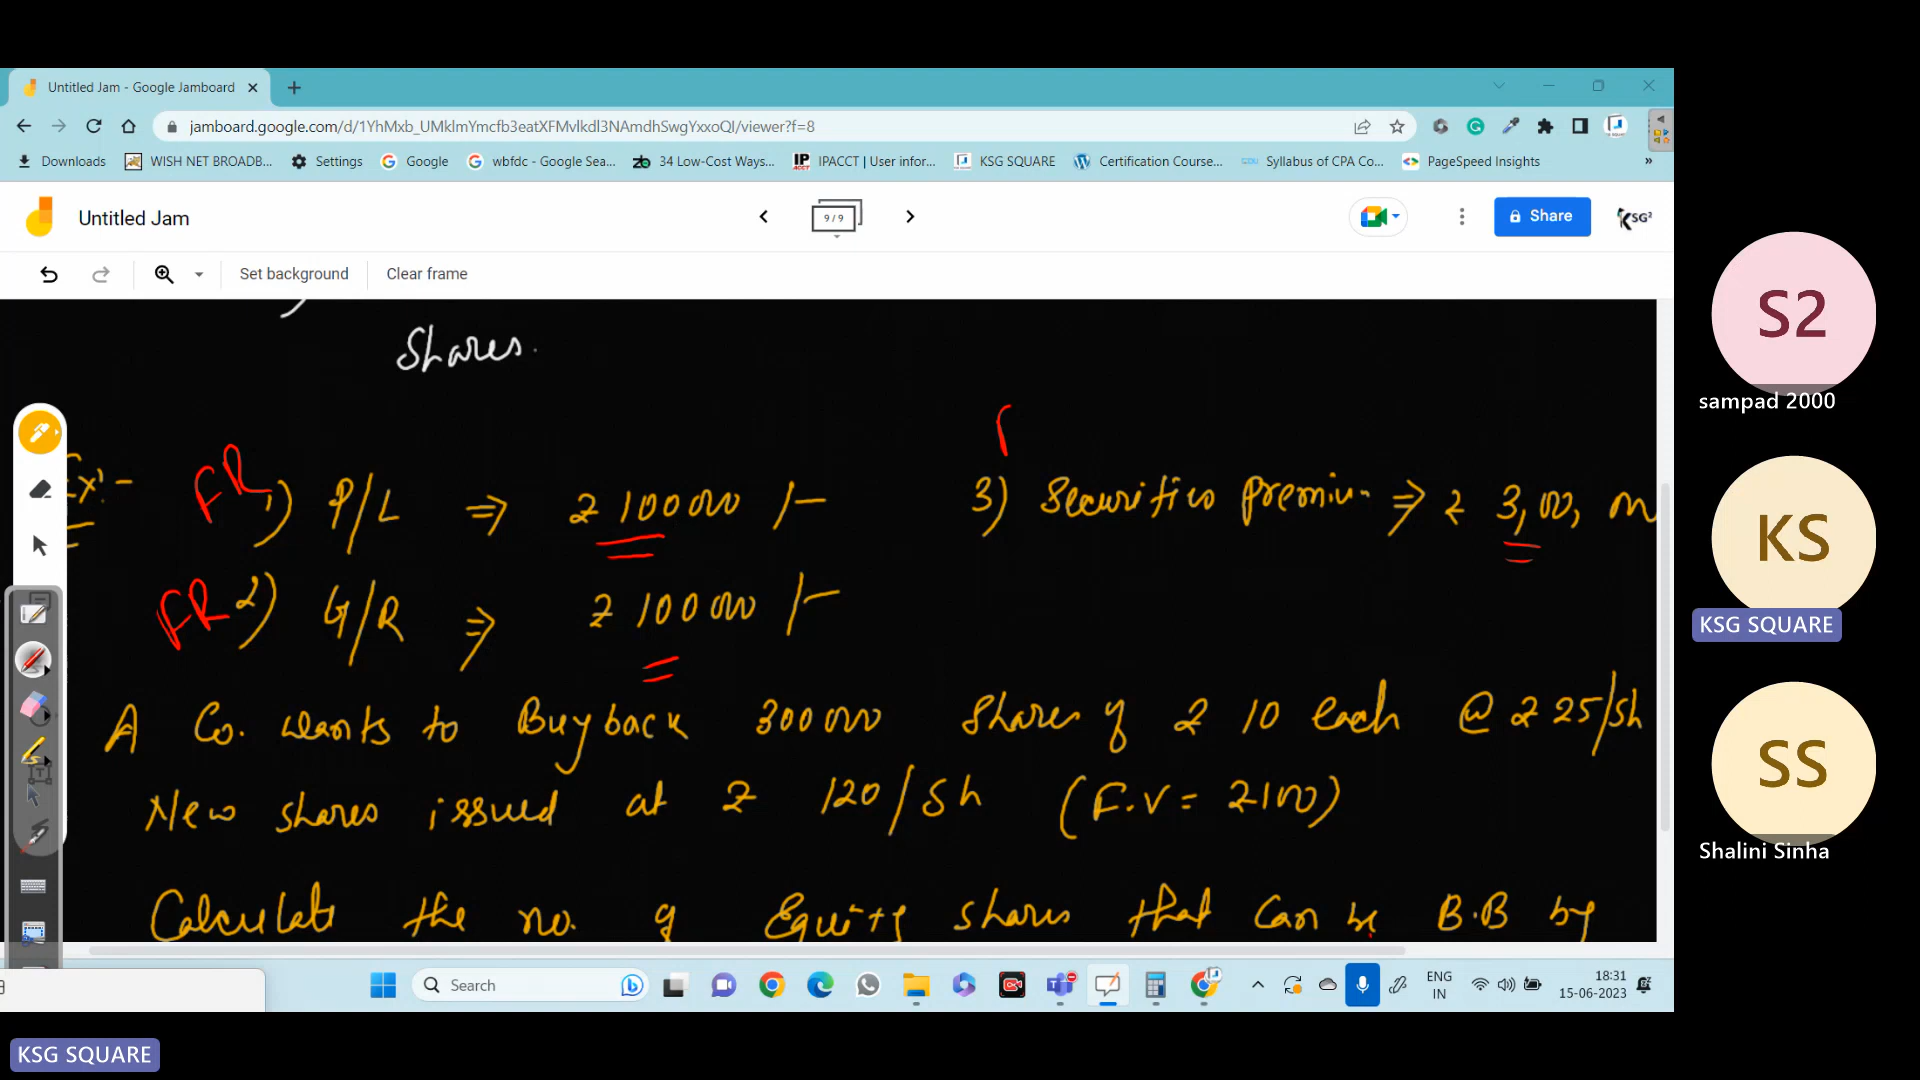 Untitled Jam - Google Jamboard
jamboard.google.com/d/1YhMxb_UMklmYmcfb3eatXFMvlkdl3NAmdhSwgYxxoQI/viewer?f=8
Downloads WISH NET BROADB... Settings Google wbfdc - Google Sea... 34 Low-Cost Ways... IPACCT | User infor... KSG SQUARE Certification Course... Syllabus of CPA Co... PageSpeed Insights »
Untitled Jam
9 / 9
Share
KSG²
Set background
Clear frame
Shares.
Ex:- FR 1) P/L ⇒ ₹ 100000 /-
3) Securities premium ⇒ ₹ 3,00,
FR 2) G/R ⇒ ₹ 100000 /-
A Co. wants to Buyback 300000 Shares of ₹ 10 each @ ₹ 25/Sh
New shares issued at ₹ 120/Sh (F.V = ₹100)
Calculate the no. of Equity shares that can be B.B by
S2
sampad 2000
KS
KSG SQUARE
SS
Shalini Sinha
Search
ENG
IN
18:31
15-06-2023
KSG SQUARE